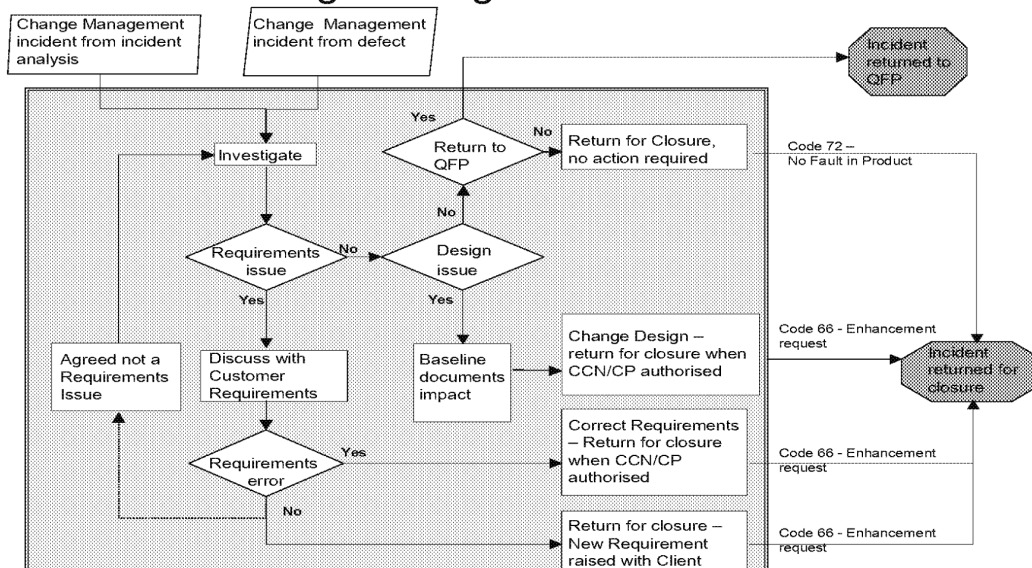 Change Management
incident from incident
analysis
Change Management
incident from defect
Incident
returned to
QFP
Yes
Return to
QFP
No
Return for Closure,
no action required
Code 72 –
No Fault in Product
Investigate
No
Requirements
issue
No
Design
issue
Yes
Yes
Agreed not a
Requirements
Issue
Discuss with
Customer
Requirements
Baseline
documents
impact
Change Design –
return for closure when
CCN/CP authorised
Code 66 - Enhancement
request
Incident
returned for
closure
Requirements
error
Yes
Correct Requirements
– Return for closure
when CCN/CP
authorised
Code 66 - Enhancement
request
No
Return for closure –
New Requirement
raised with Client
Code 66 - Enhancement
request